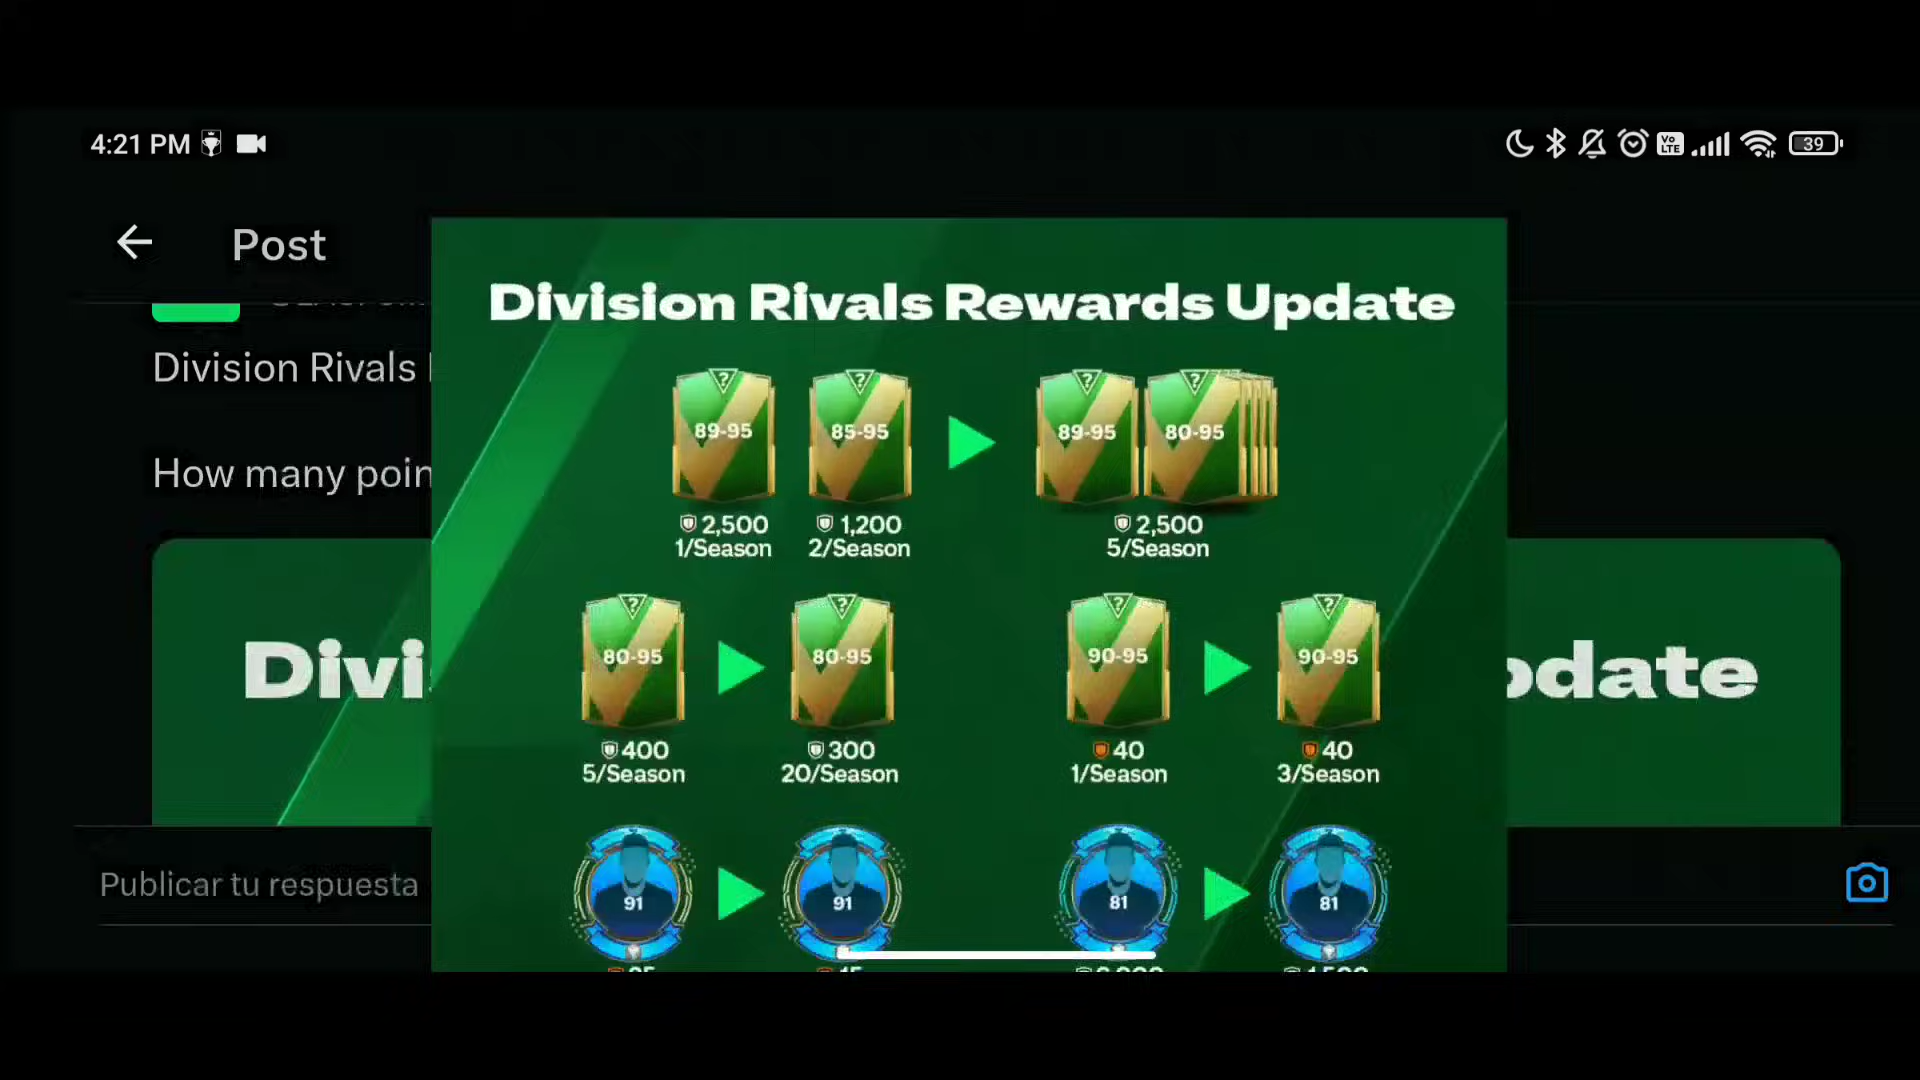 4:21 PM
Vo LTE
39
Post
Division Rivals
How many poin
Divi
pdate
Publicar tu respuesta
Division Rivals Rewards Update
? ? ? ?
89-95 85-95 89-95 80-95
2,500 1,200 2,500
1/Season 2/Season 5/Season
? ? ? ?
80-95 80-95 90-95 90-95
400 300 40 40
5/Season 20/Season 1/Season 3/Season
91 91 81 81